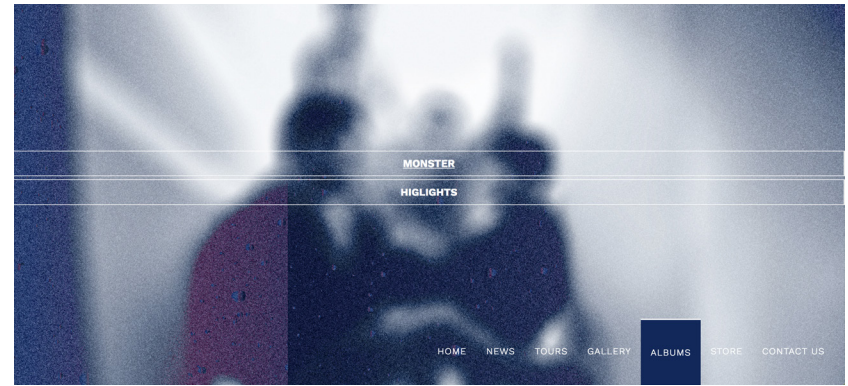 MONSTER
HIGLIGHTS
HOME NEWS TOURS GALLERY ALBUMS STORE CONTACT US